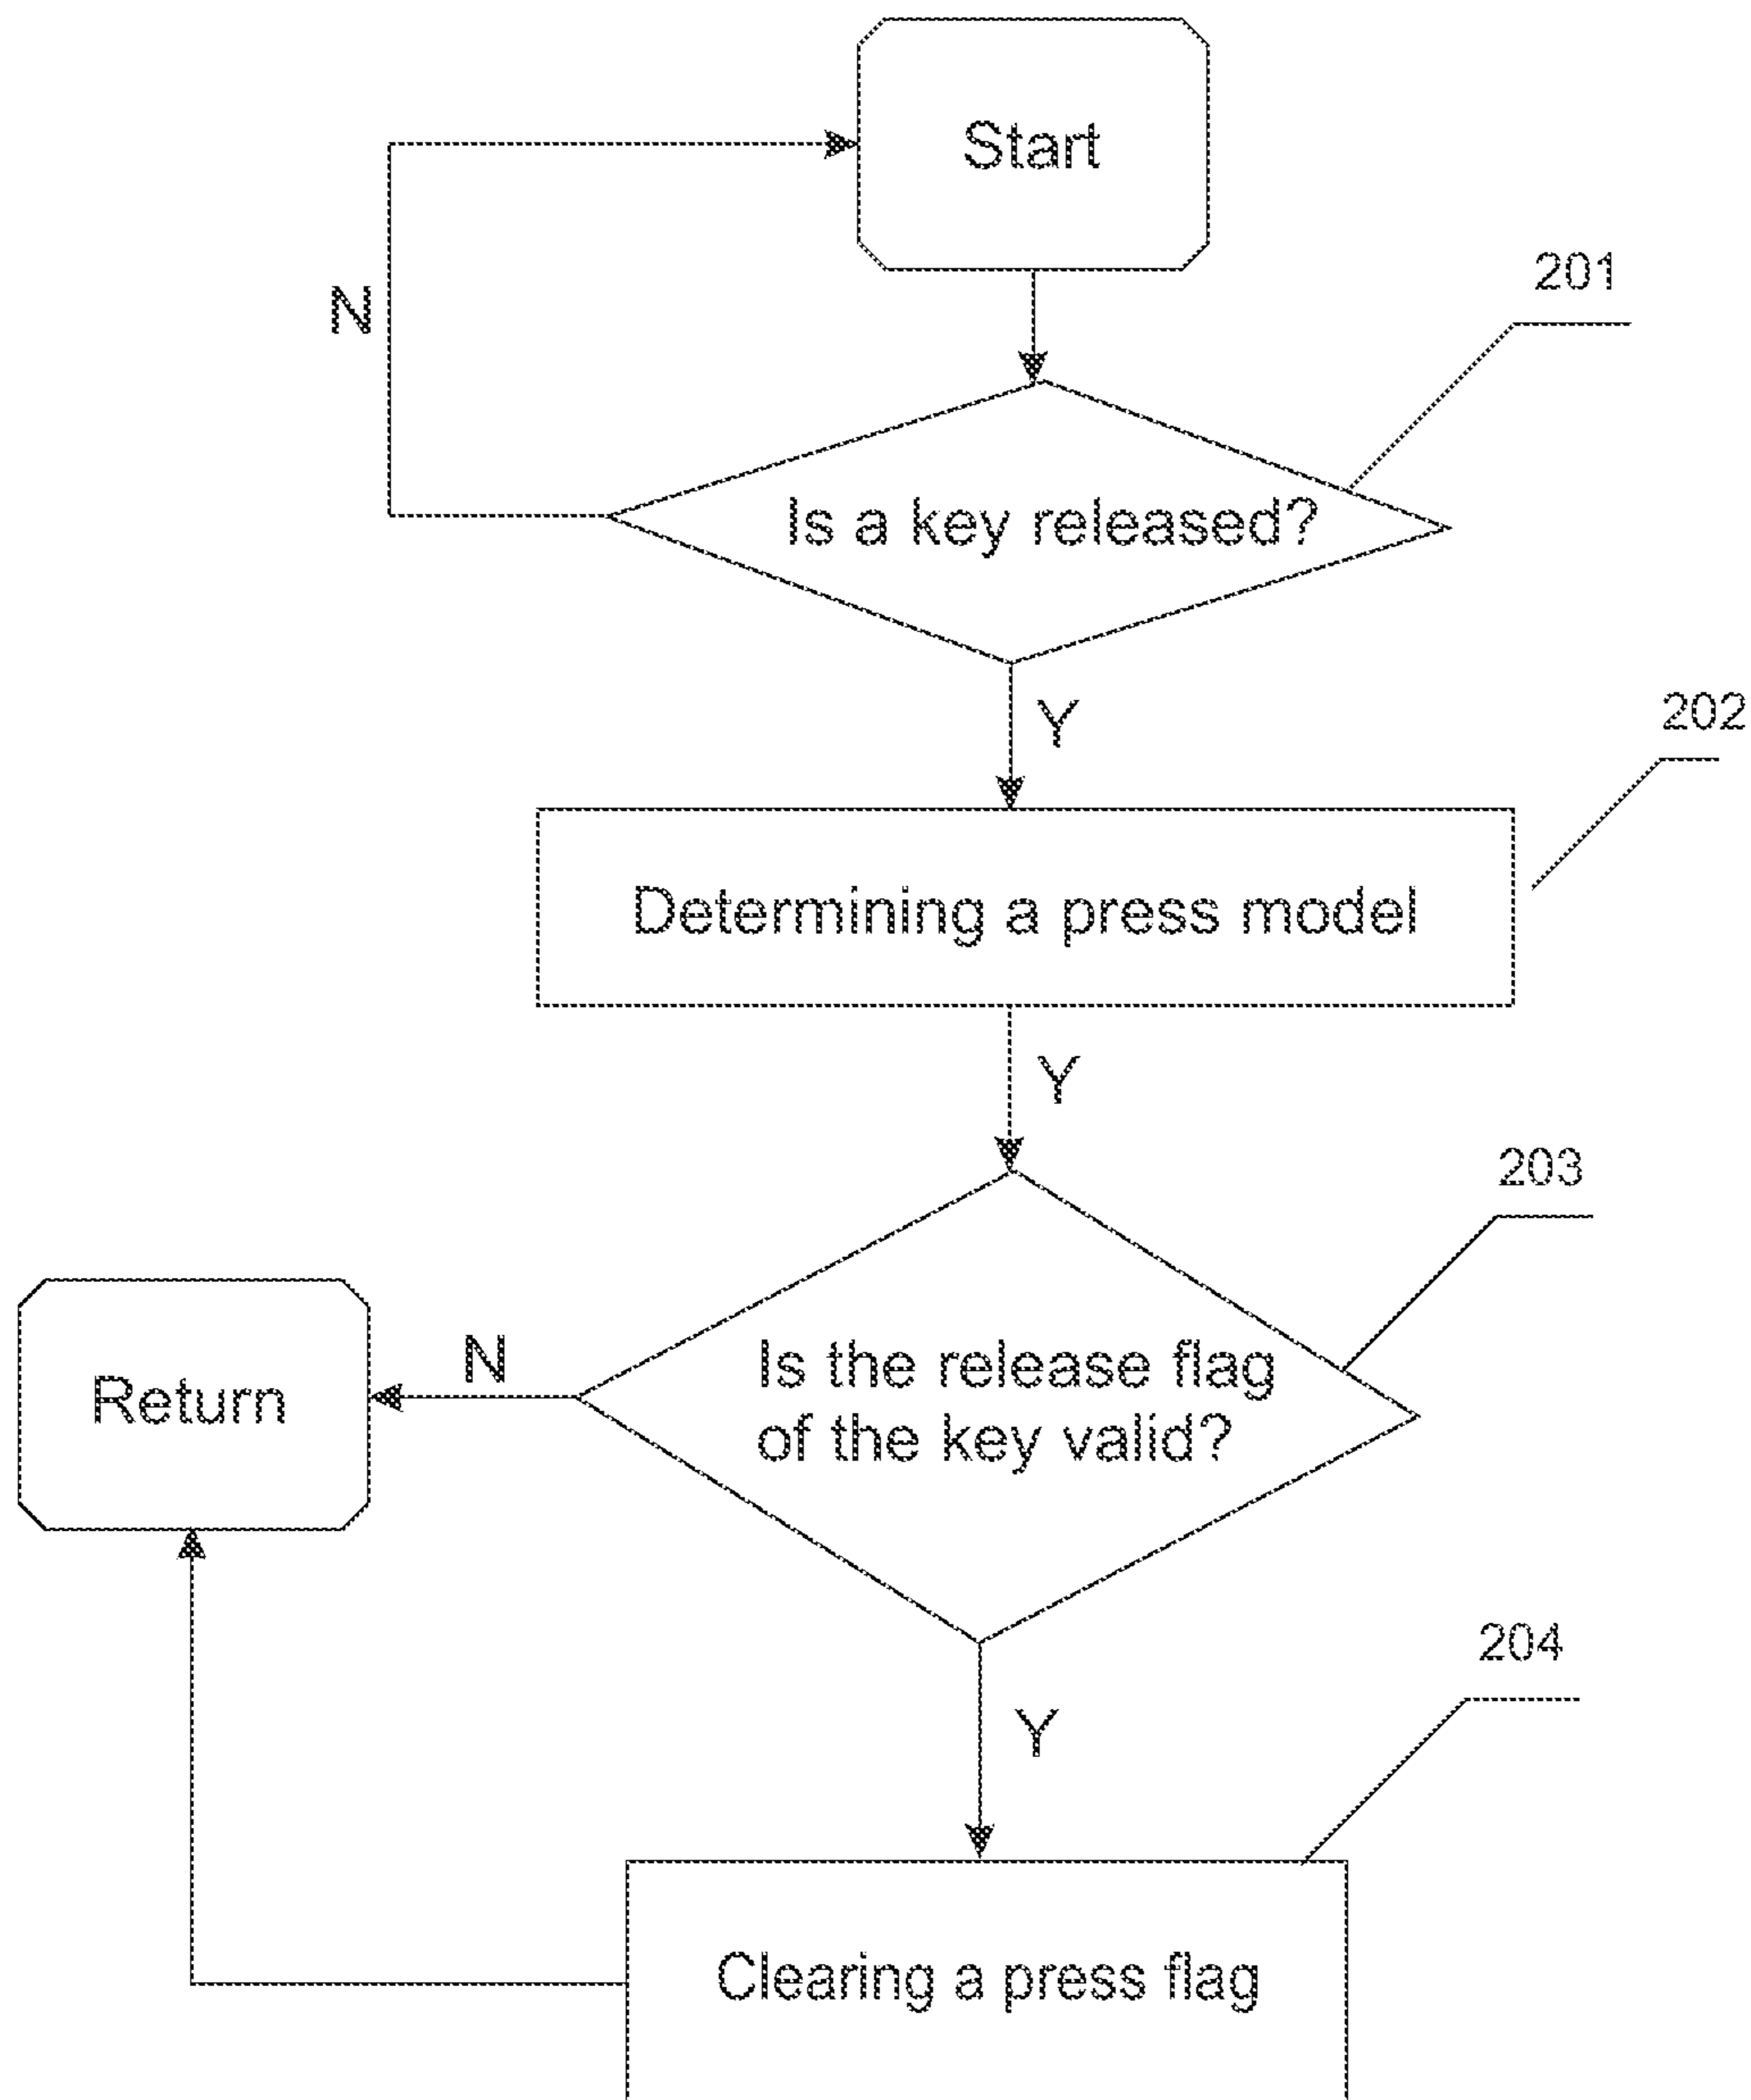 Start
N
201
Is a key released?
Y
202
Determining a press model
Y
203
Is the release flag
of the key valid?
N
Return
204
Y
Clearing a press flag